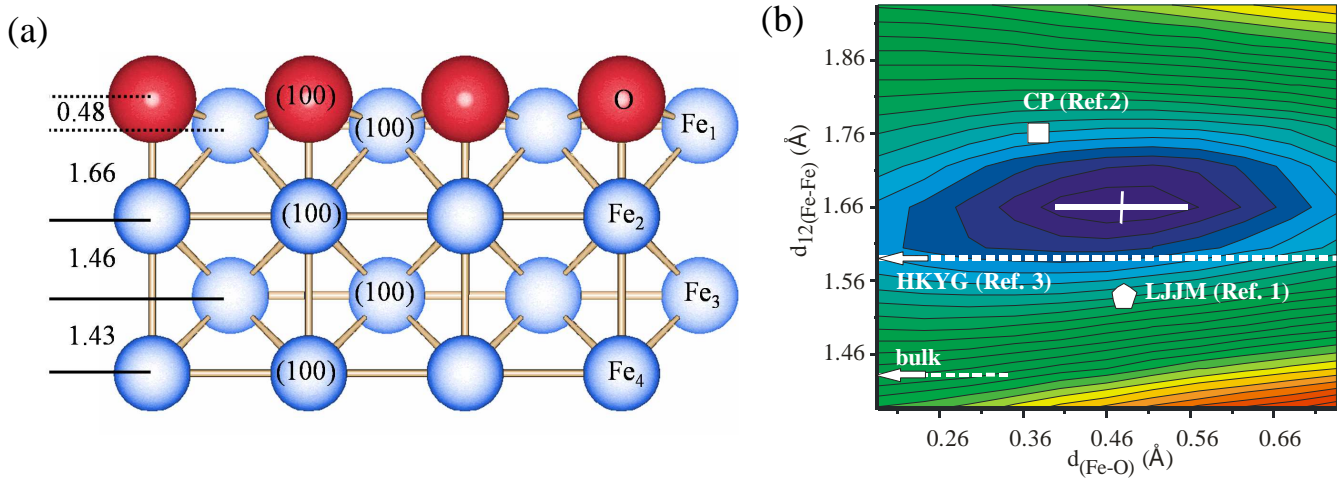 (a)
(100)
O
0.48
(100)
Fe1
1.66
(100)
Fe2
1.46
(100)
Fe3
1.43
(100)
Fe4
(b)
d12(Fe-Fe) (Å)
1.86
1.76
1.66
1.56
1.46
CP (Ref.2)
HKYG (Ref. 3)
LJJM (Ref. 1)
bulk
0.26 0.36 0.46 0.56 0.66
d(Fe-O) (Å)